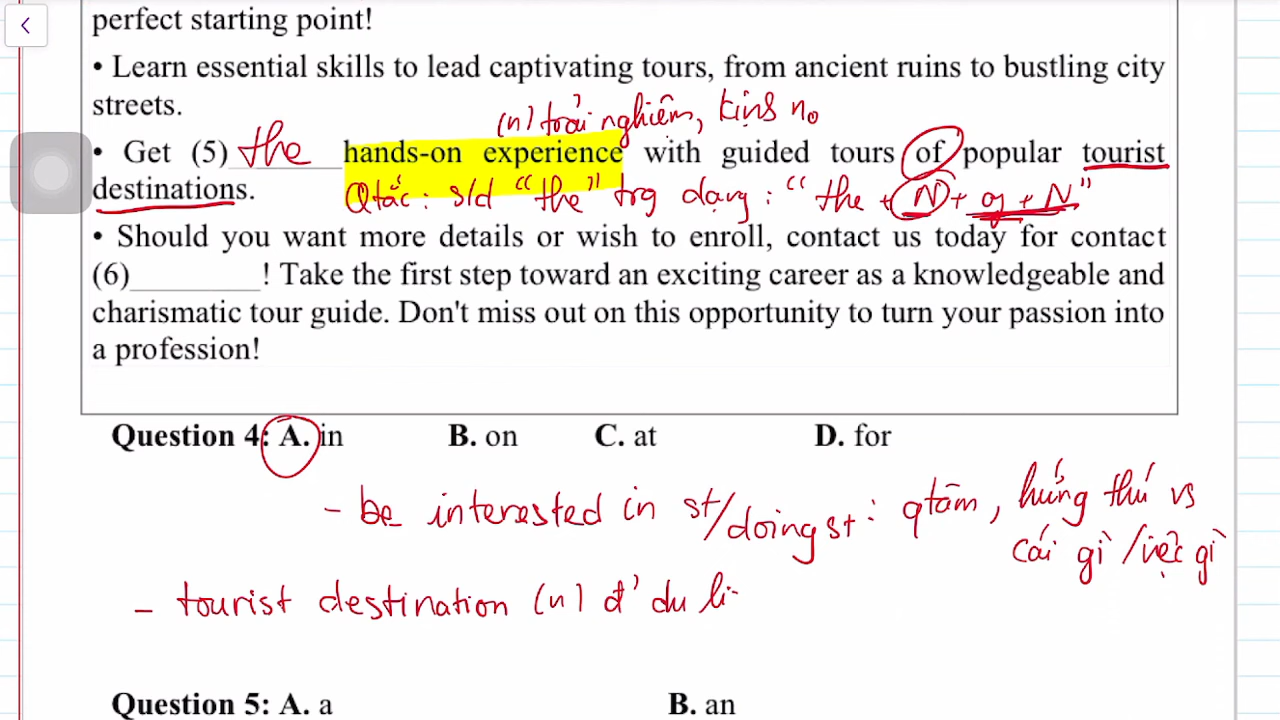 perfect starting point!
• Learn essential skills to lead captivating tours, from ancient ruins to bustling city
streets.
(n) trải nghiệm, kinh no
• Get (5) the hands-on experience with guided tours of popular tourist
destinations.
Qtắc: s/d "the" trg dạng: "the + N + of + N"
• Should you want more details or wish to enroll, contact us today for contact
(6)_________! Take the first step toward an exciting career as a knowledgeable and
charismatic tour guide. Don't miss out on this opportunity to turn your passion into
a profession!
Question 4: A. in B. on C. at D. for
- be interested in st/doing st: qtâm, hứng thú vs
cái gì/việc gì
- tourist destination (n) đ' du li
Question 5: A. a B. an